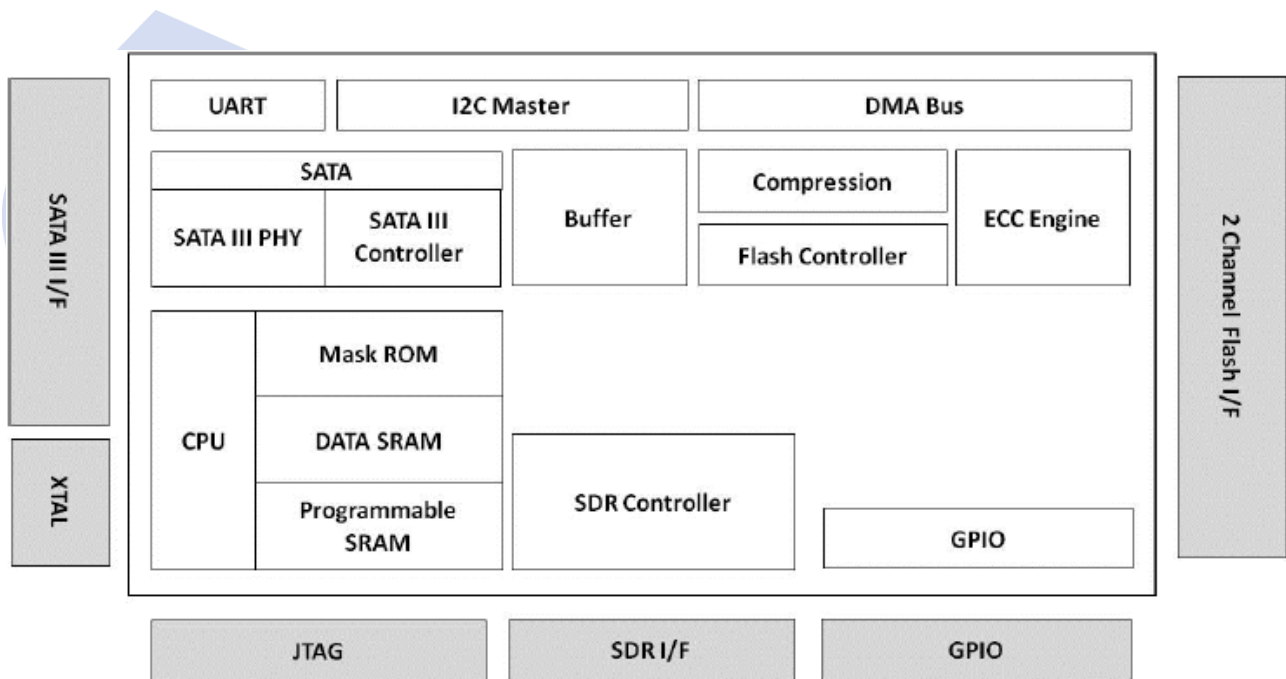 UART
I2C Master
DMA Bus
SATA
SATA III PHY
SATA III
Controller
Buffer
Compression
Flash Controller
ECC Engine
SATA III I/F
2 Channel Flash I/F
CPU
Mask ROM
DATA SRAM
Programmable
SRAM
SDR Controller
GPIO
XTAL
JTAG
SDR I/F
GPIO